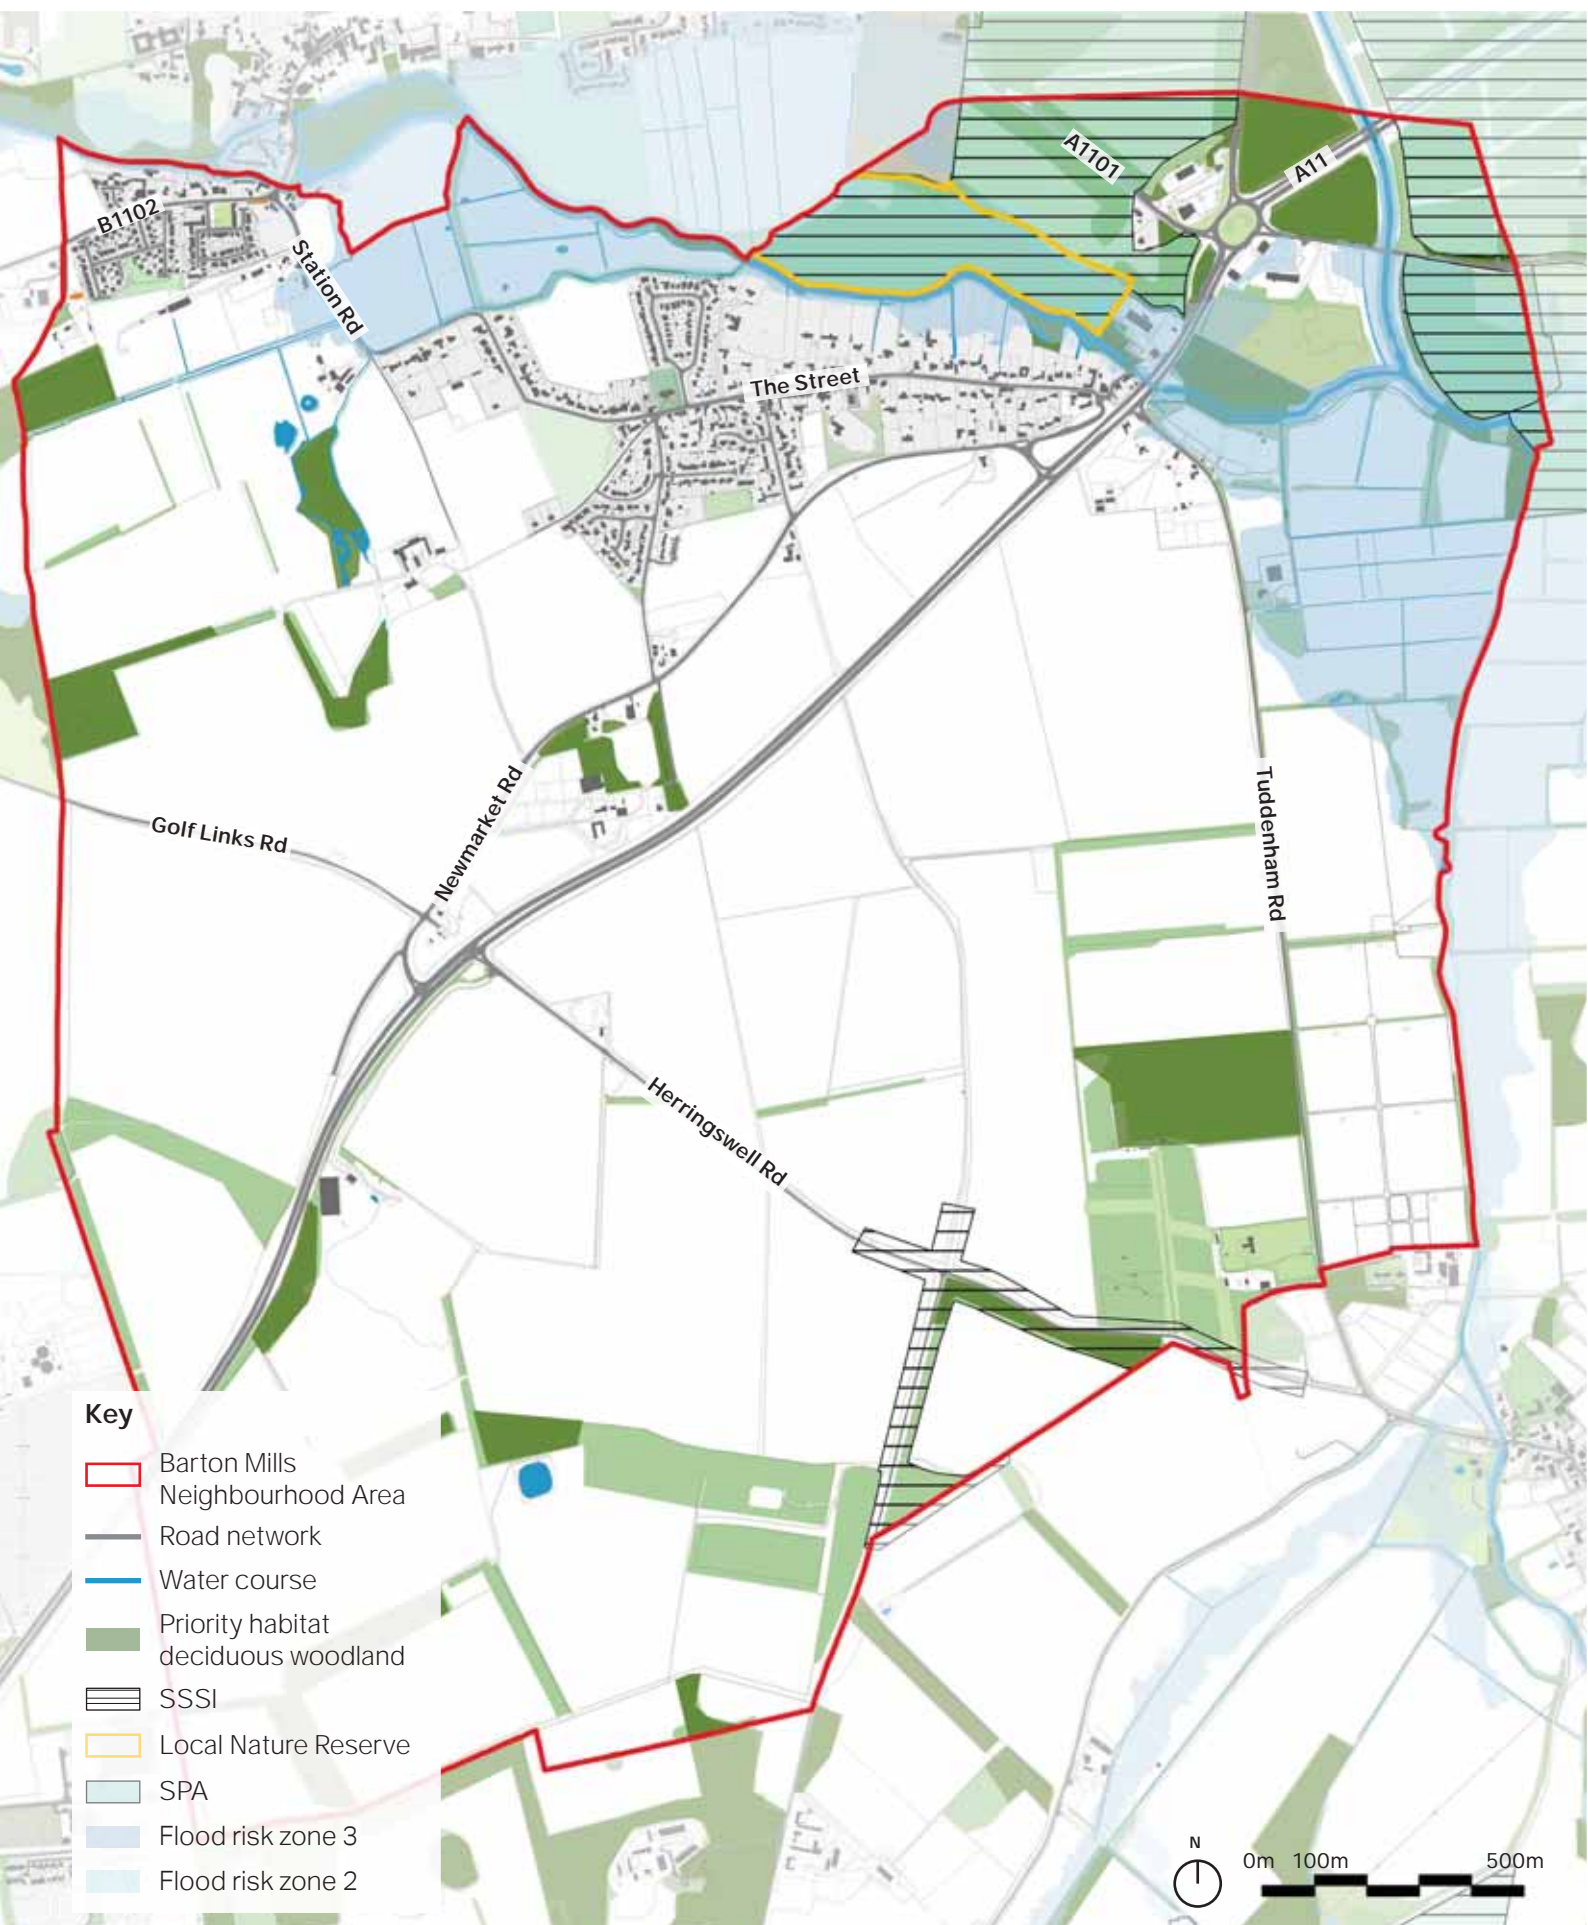 A1101
A11
B1102
Station Rd
The Street
Golf Links Rd
Newmarket Rd
Tuddenham Rd
Herringswell Rd
Key
Barton Mills
Neighbourhood Area
Road network
Water course
Priority habitat
deciduous woodland
SSSI
Local Nature Reserve
SPA
Flood risk zone 3
Flood risk zone 2
N
0m 100m 500m